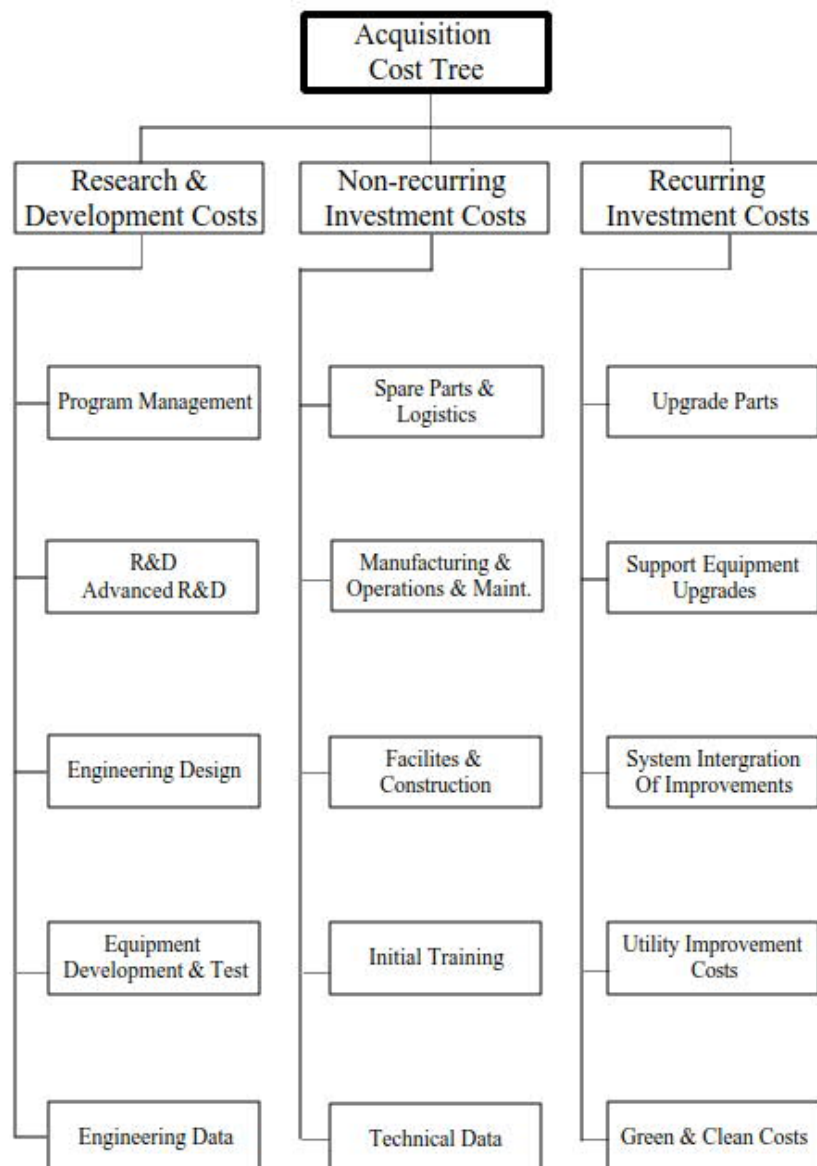 Acquisition
Cost Tree
Research &
Development Costs
Non-recurring
Investment Costs
Recurring
Investment Costs
Program Management
Spare Parts &
Logistics
Upgrade Parts
R&D
Advanced R&D
Manufacturing &
Operations & Maint.
Support Equipment
Upgrades
Engineering Design
Facilites &
Construction
System Intergration
Of Improvements
Equipment
Development & Test
Initial Training
Utility Improvement
Costs
Engineering Data
Technical Data
Green & Clean Costs